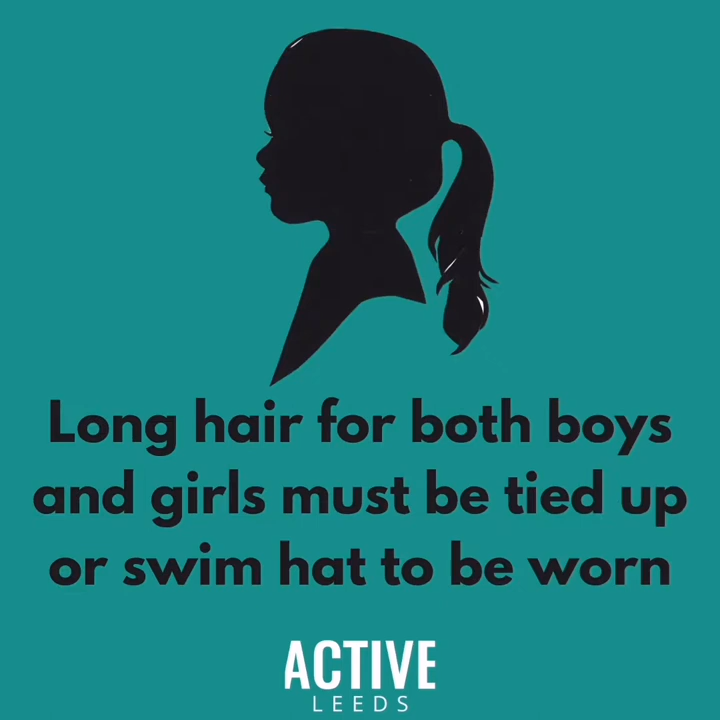 Long hair for both boys
and girls must be tied up
or swim hat to be worn
ACTIVE
LEEDS